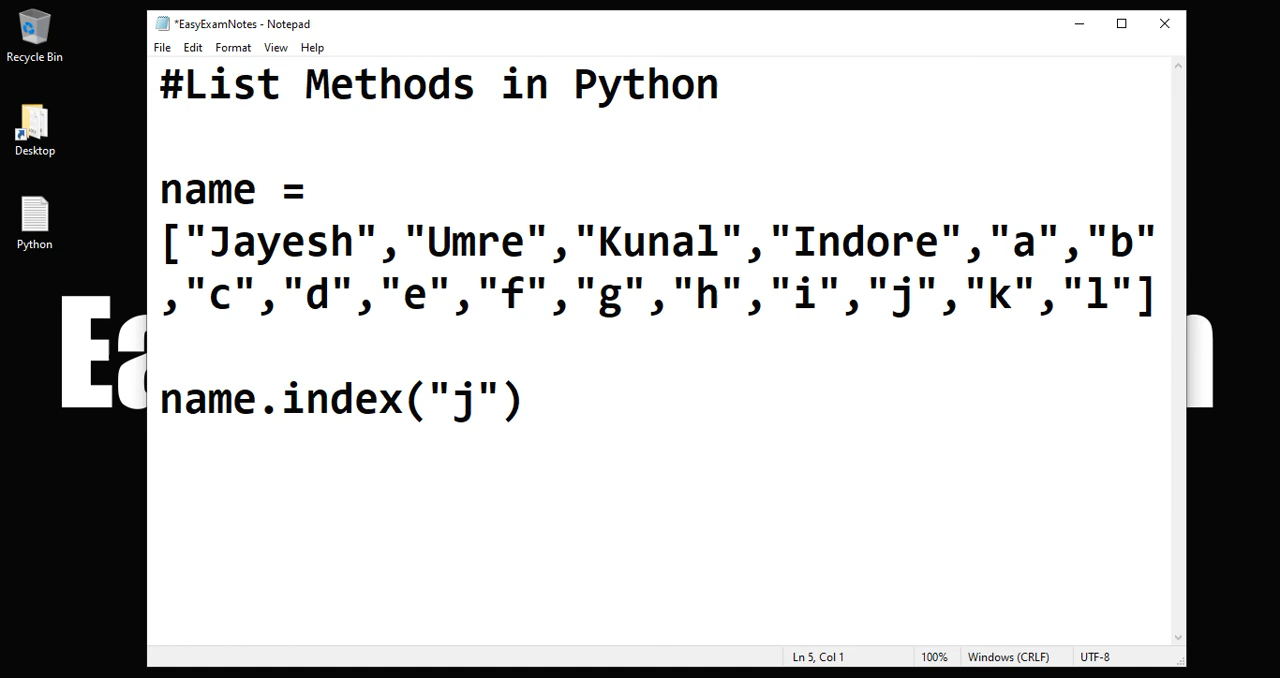 Recycle Bin
Desktop
Python
*EasyExamNotes - Notepad
File Edit Format View Help
#List Methods in Python
name =
["Jayesh","Umre","Kunal","Indore","a","b"
,"c","d","e","f","g","h","i","j","k","l"]
name.index("j")
Ln 5, Col 1 100% Windows (CRLF) UTF-8